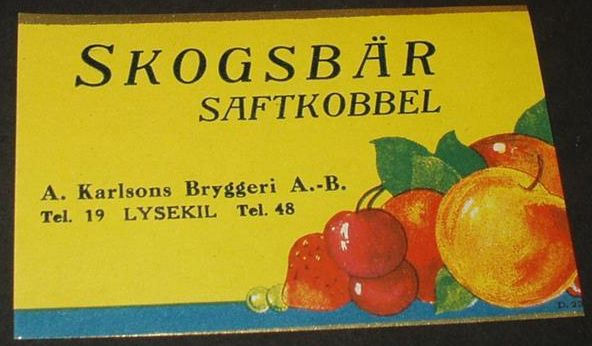 SKOGSBÄR
SAFTKOBBEL
A. Karlsons Bryggeri A.-B.
Tel. 19 LYSEKIL Tel. 48